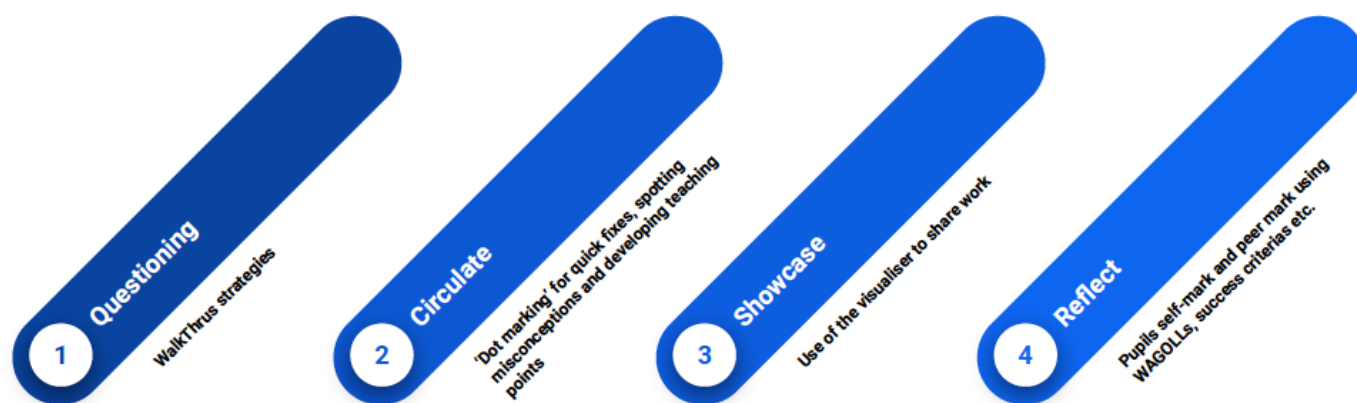 1
Questioning
WalkThrus strategies
2
Circulate
'Dot marking' for quick fixes, spotting
misconceptions and developing teaching
points
3
Showcase
Use of the visualiser to share work
4
Reflect
Pupils self-mark and peer mark using
WAGOLLs, success criterias etc.